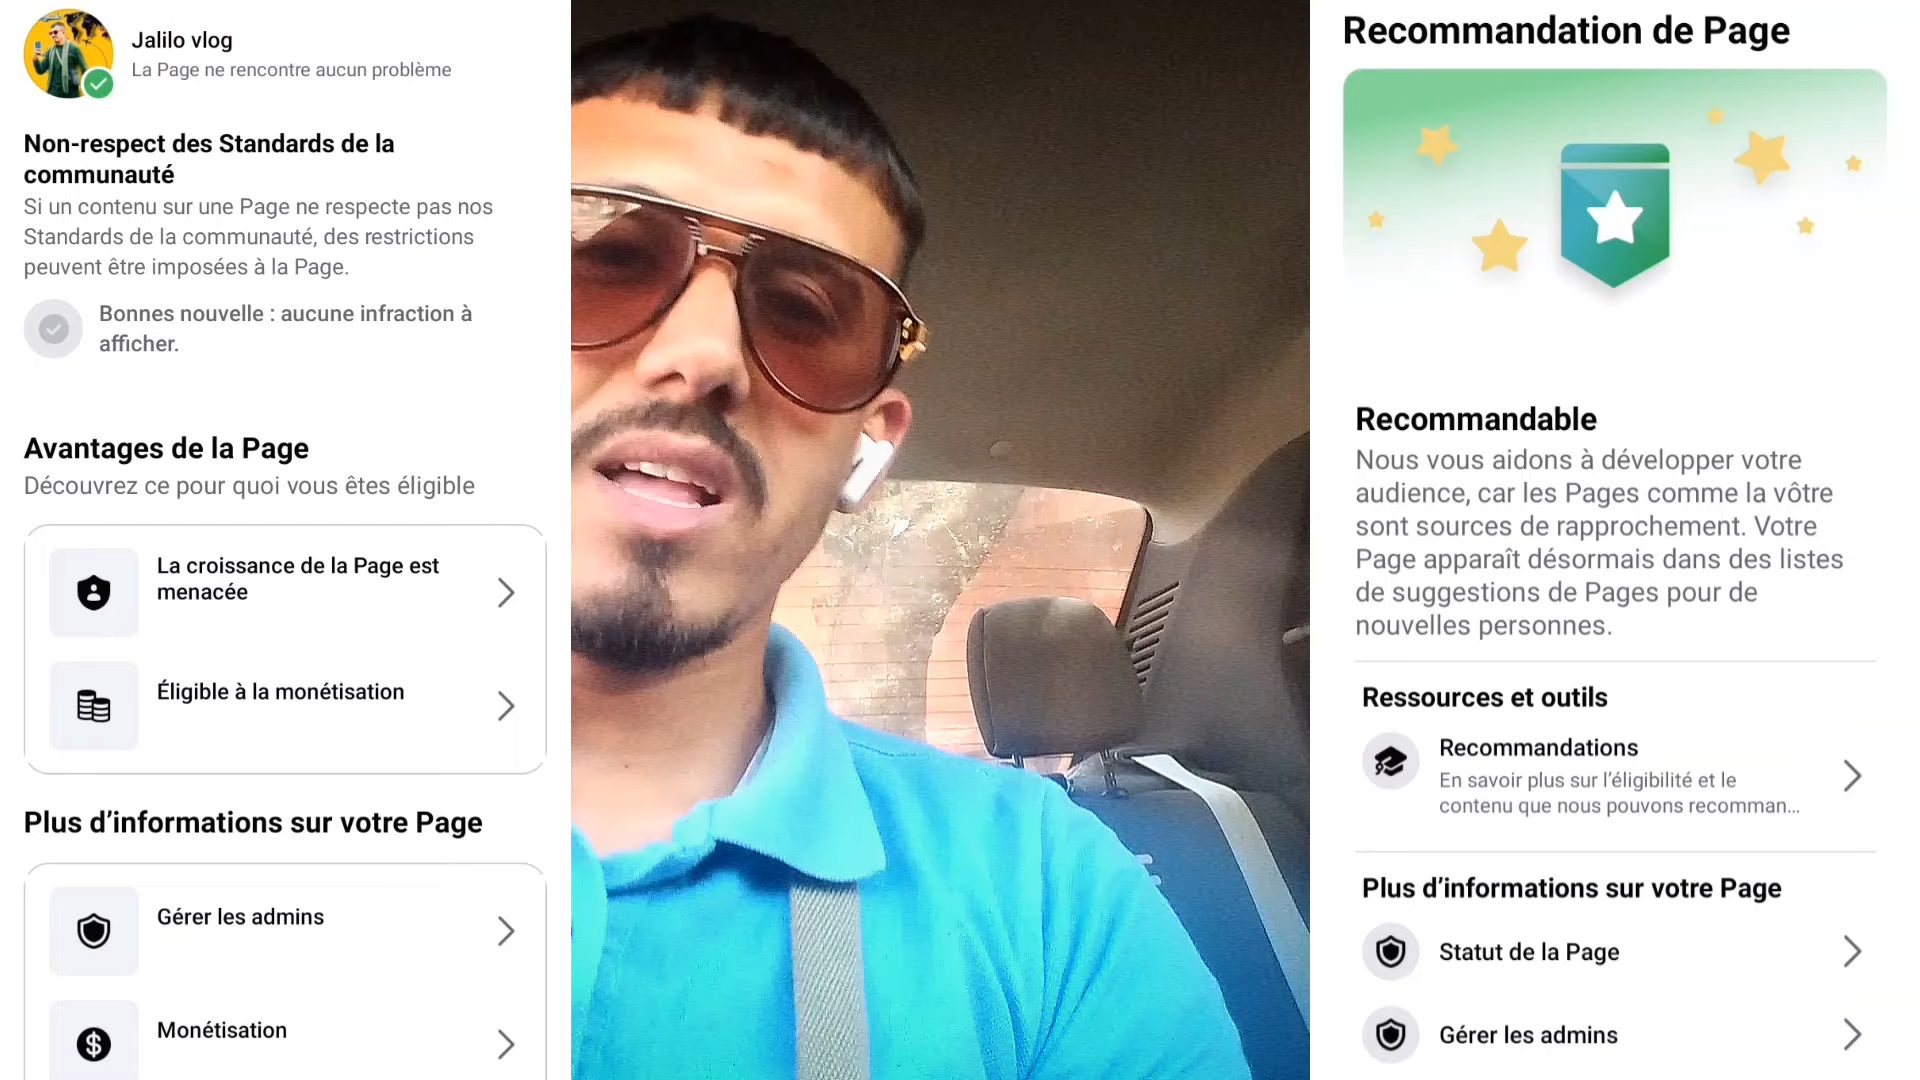 Jalilo vlog
La Page ne rencontre aucun problème
Non-respect des Standards de la
communauté
Si un contenu sur une Page ne respecte pas nos
Standards de la communauté, des restrictions
peuvent être imposées à la Page.
Bonnes nouvelle : aucune infraction à
afficher.
Avantages de la Page
Découvrez ce pour quoi vous êtes éligible
La croissance de la Page est
menacée
Éligible à la monétisation
Plus d’informations sur votre Page
Gérer les admins
Monétisation
Recommandation de Page
Recommandable
Nous vous aidons à développer votre
audience, car les Pages comme la vôtre
sont sources de rapprochement. Votre
Page apparaît désormais dans des listes
de suggestions de Pages pour de
nouvelles personnes.
Ressources et outils
Recommandations
En savoir plus sur l’éligibilité et le
contenu que nous pouvons recomman...
Plus d’informations sur votre Page
Statut de la Page
Gérer les admins